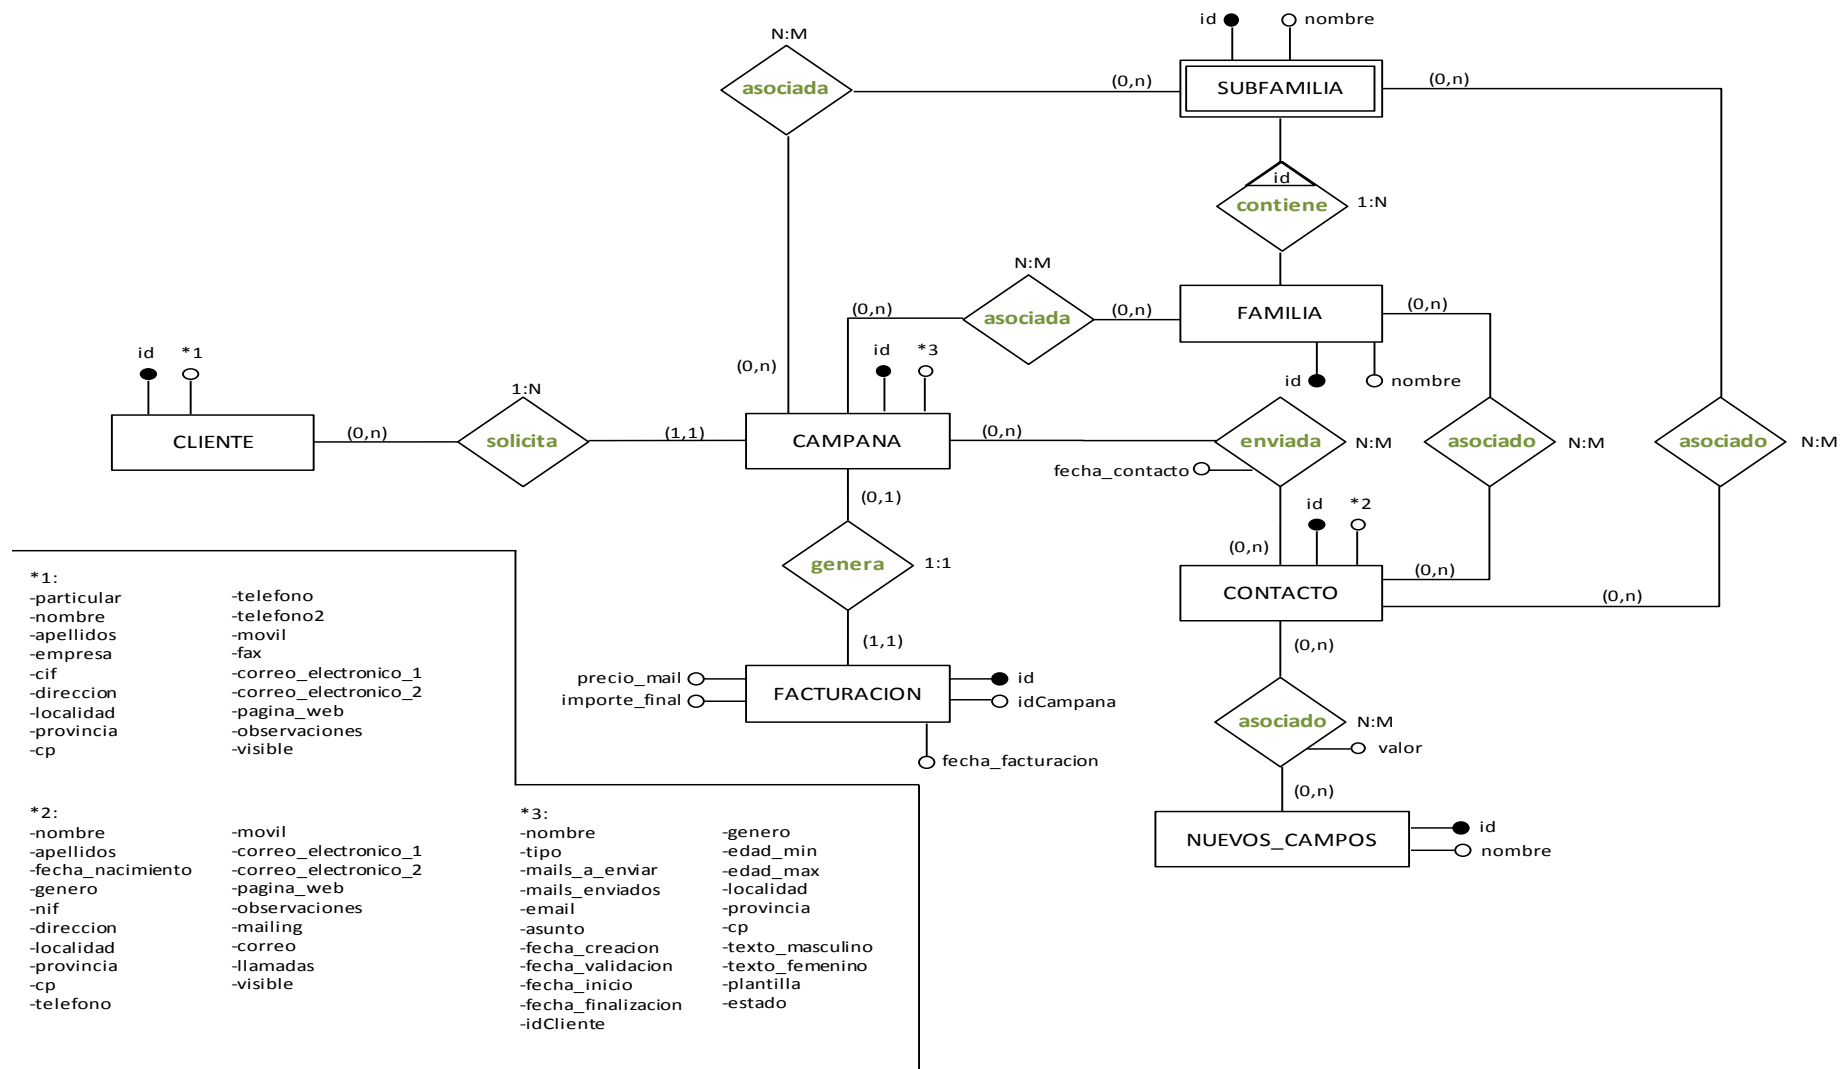 id
nombre
N:M
asociada
(0,n)
SUBFAMILIA
(0,n)
id
contiene
1:N
N:M
(0,n)
asociada
(0,n)
FAMILIA
(0,n)
id
nombre
id
*1
(0,n)
id
*3
1:N
CLIENTE
(0,n)
solicita
(1,1)
CAMPANA
(0,n)
enviada
N:M
asociado
N:M
asociado
N:M
fecha_contacto
(0,1)
id
*2
(0,n)
genera
1:1
(0,n)
CONTACTO
(0,n)
(1,1)
(0,n)
precio_mail
importe_final
FACTURACION
id
idCampana
fecha_facturacion
asociado
N:M
valor
(0,n)
NUEVOS_CAMPOS
id
nombre
*1:
-particular
-nombre
-apellidos
-empresa
-cif
-direccion
-localidad
-provincia
-cp
-telefono
-telefono2
-movil
-fax
-correo_electronico_1
-correo_electronico_2
-pagina_web
-observaciones
-visible
*2:
-nombre
-apellidos
-fecha_nacimiento
-genero
-nif
-direccion
-localidad
-provincia
-cp
-telefono
-movil
-correo_electronico_1
-correo_electronico_2
-pagina_web
-observaciones
-mailing
-correo
-llamadas
-visible
*3:
-nombre
-tipo
-mails_a_enviar
-mails_enviados
-email
-asunto
-fecha_creacion
-fecha_validacion
-fecha_inicio
-fecha_finalizacion
-idCliente
-genero
-edad_min
-edad_max
-localidad
-provincia
-cp
-texto_masculino
-texto_femenino
-plantilla
-estado